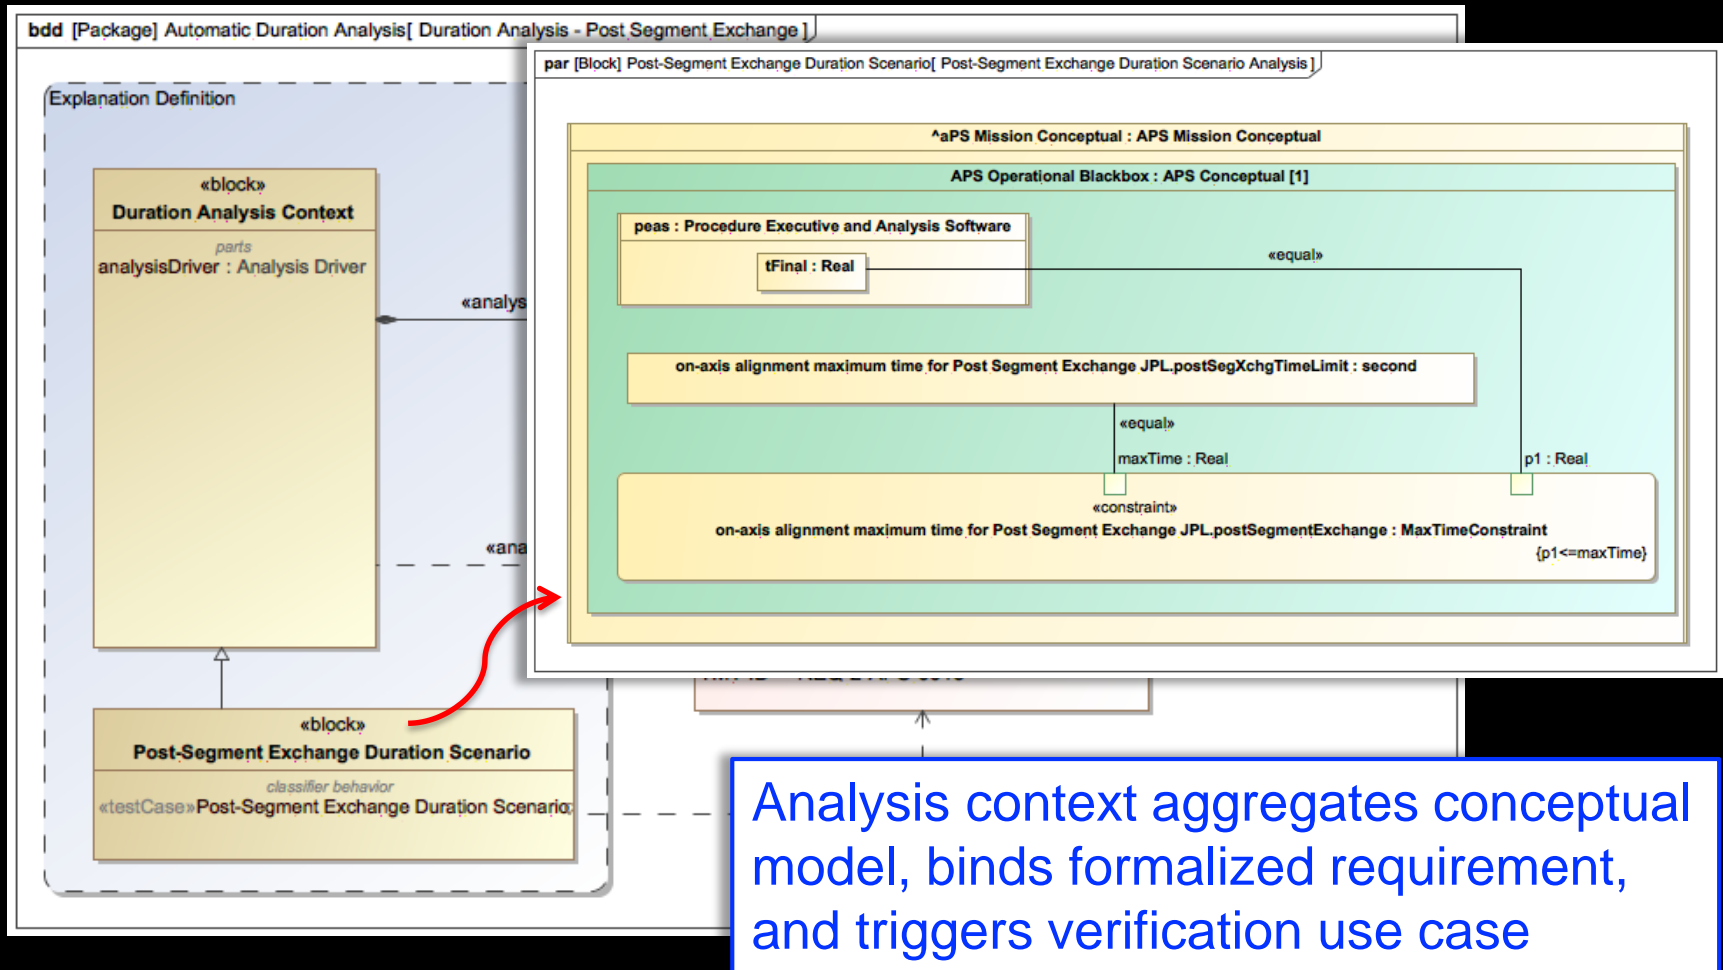 bdd [Package] Automatic Duration Analysis[ Duration Analysis - Post Segment Exchange ]
par [Block] Post-Segment Exchange Duration Scenario[ Post-Segment Exchange Duration Scenario Analysis ]
Explanation Definition
«block»
Duration Analysis Context
parts
analysisDriver : Analysis Driver
«analys
«ana
^aPS Mission Conceptual : APS Mission Conceptual
APS Operational Blackbox : APS Conceptual [1]
peas : Procedure Executive and Analysis Software
tFinal : Real
«equal»
on-axis alignment maximum time for Post Segment Exchange JPL.postSegXchgTimeLimit : second
«equal»
maxTime : Real
p1 : Real
«constraint»
on-axis alignment maximum time for Post Segment Exchange JPL.postSegmentExchange : MaxTimeConstraint
{p1<=maxTime}
«block»
Post-Segment Exchange Duration Scenario
classifier behavior
«testCase»Post-Segment Exchange Duration Scenario
Analysis context aggregates conceptual
model, binds formalized requirement,
and triggers verification use case